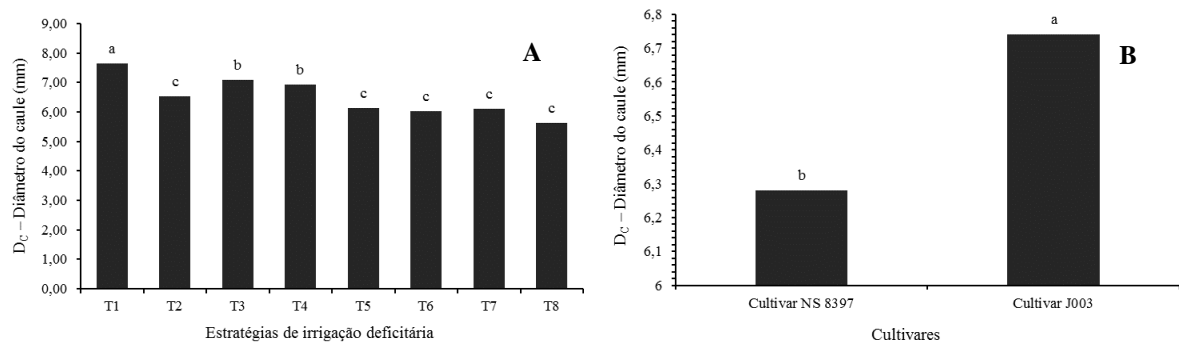 9,00
8,00
7,00
6,00
5,00
4,00
3,00
2,00
1,00
0,00
D_C – Diâmetro do caule (mm)
a
c
b
b
c
c
c
c
A
T1
T2
T3
T4
T5
T6
T7
T8
Estratégias de irrigação deficitária
6,8
6,7
6,6
6,5
6,4
6,3
6,2
6,1
6
D_C – Diâmetro do caule (mm)
b
a
B
Cultivar NS 8397
Cultivar J003
Cultivares